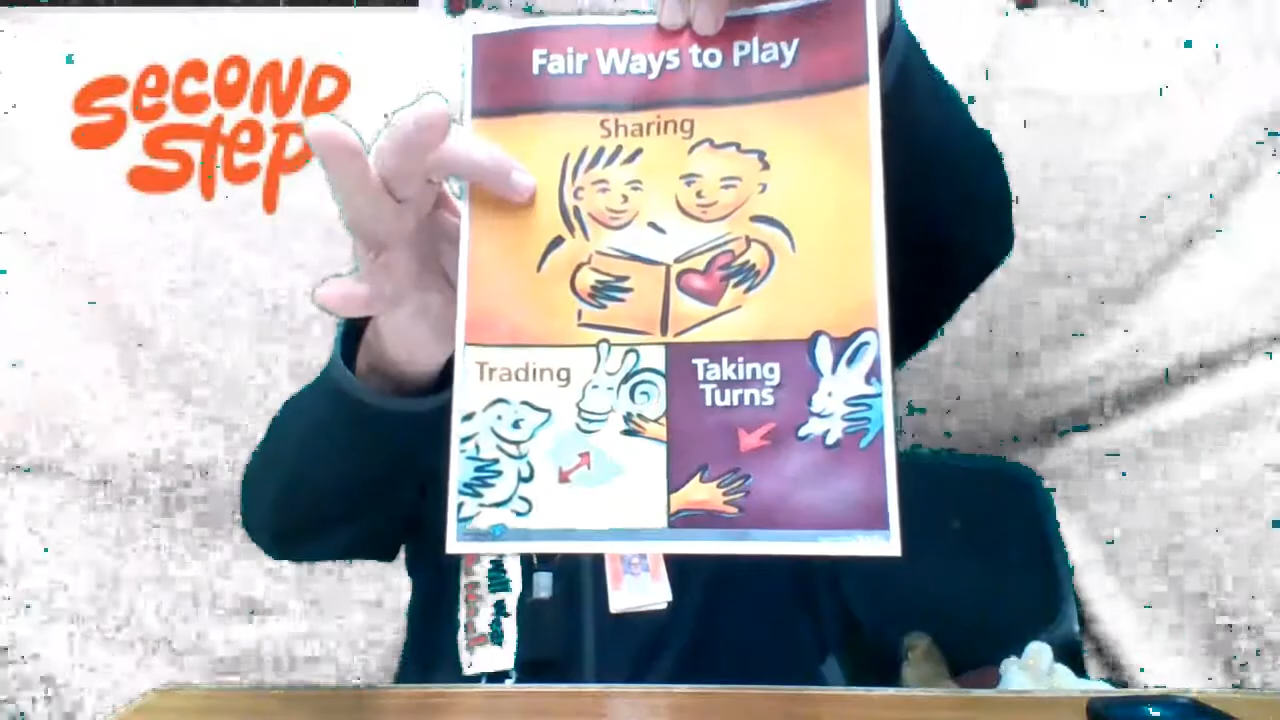 Second
Step
Fair Ways to Play
Sharing
Trading
Taking
Turns